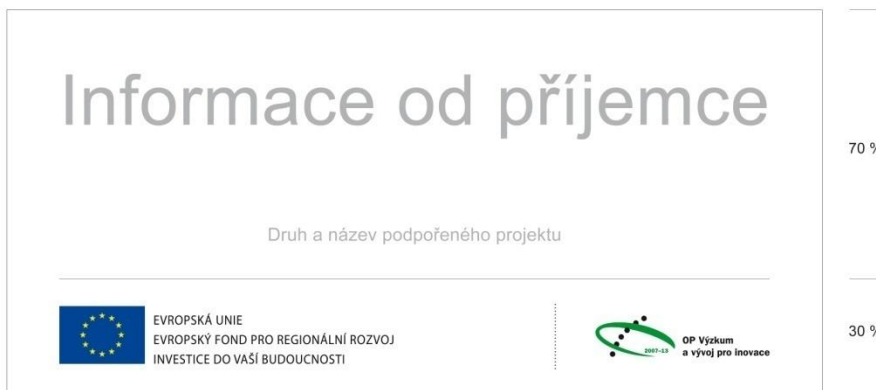 Informace od příjemce
70 %
Druh a název podpořeného projektu
EVROPSKÁ UNIE
EVROPSKÝ FOND PRO REGIONÁLNÍ ROZVOJ
INVESTICE DO VAŠÍ BUDOUCNOSTI
2007-13
OP Výzkum
a vývoj pro inovace
30 %